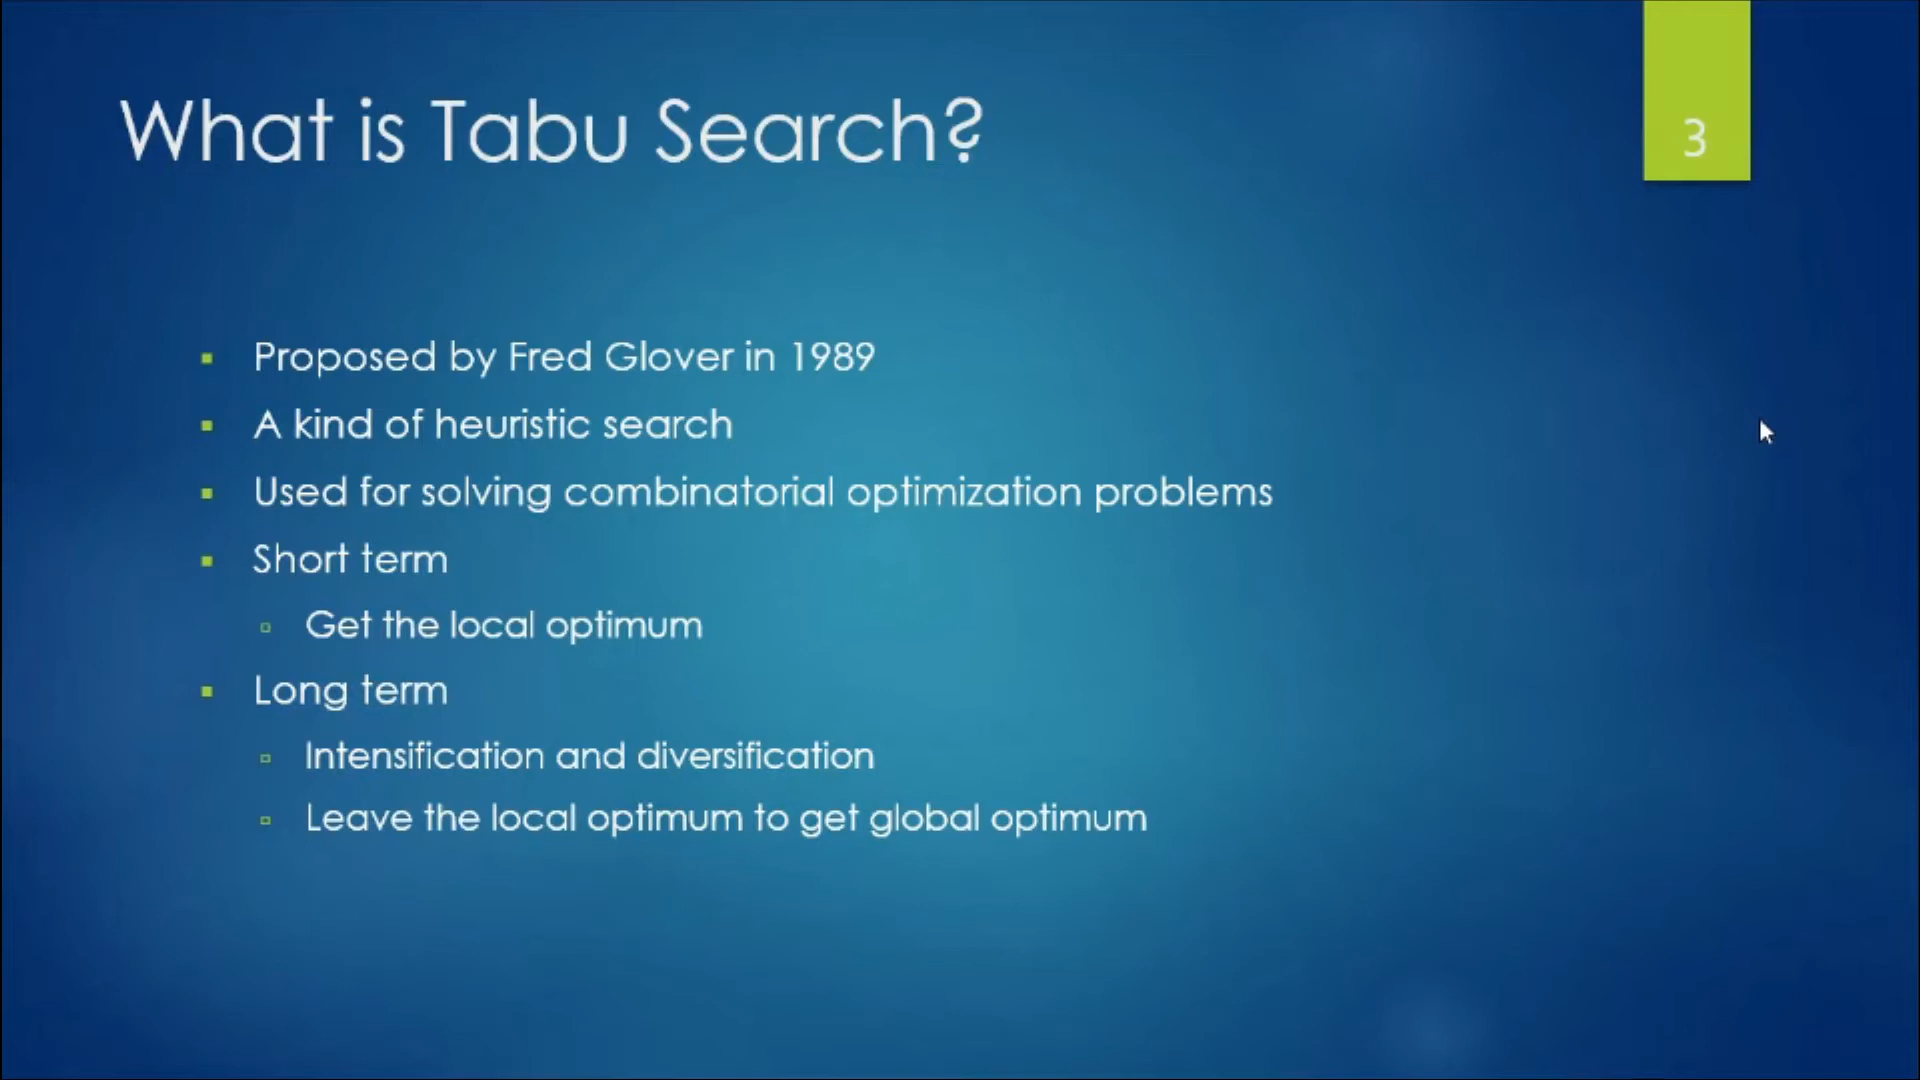 What is Tabu Search?
3
Proposed by Fred Glover in 1989
A kind of heuristic search
Used for solving combinatorial optimization problems
Short term
Get the local optimum
Long term
Intensification and diversification
Leave the local optimum to get global optimum